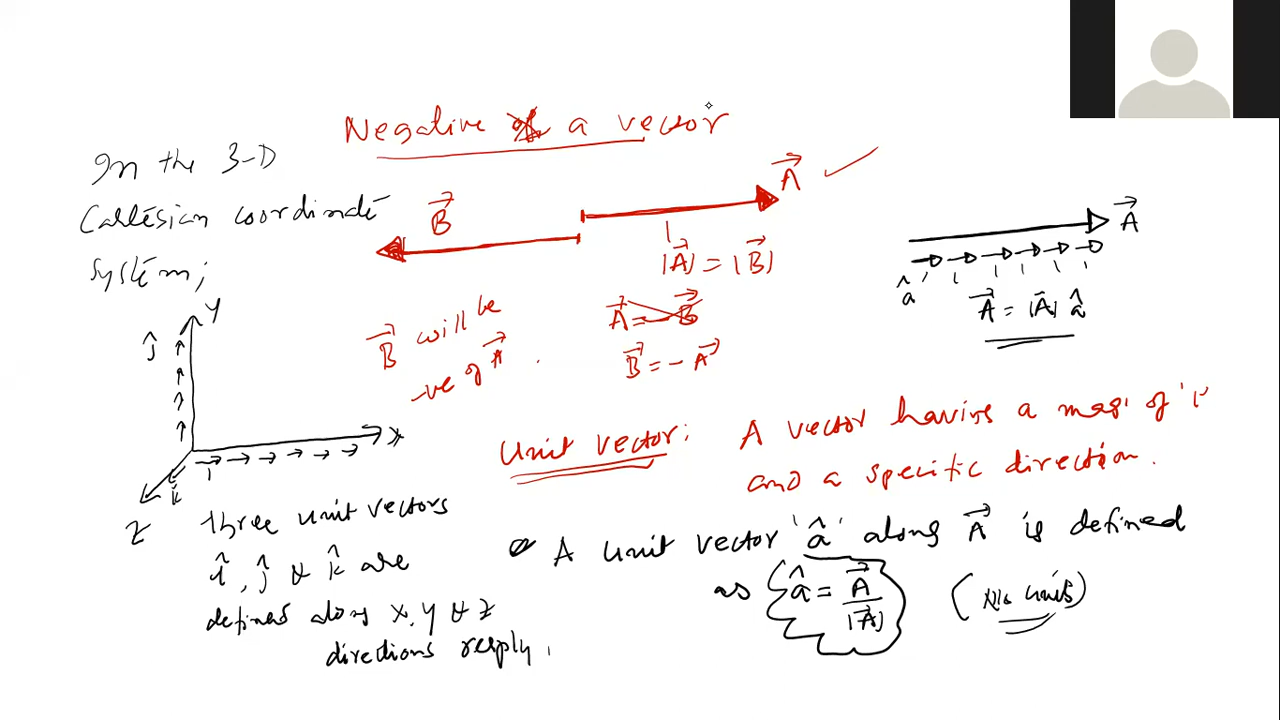 Negative of a vector
In the 3-D
Cartesian coordinate
system;
Y
ĵ
X
î
k̂
Z
three unit vectors
î, ĵ & k̂ are
defined along x, y & z
directions resply.
B⃗
A⃗
|A⃗| = |B⃗|
A⃗ = B⃗
B⃗ = - A⃗
B⃗ will be
-ve of A⃗.
A⃗
â
A⃗ = |A⃗| â
Unit vector: A vector having a mag. of '1'
and a specific direction.
A unit vector 'â' along A⃗ is defined
as â = A⃗ / |A⃗| (No units)